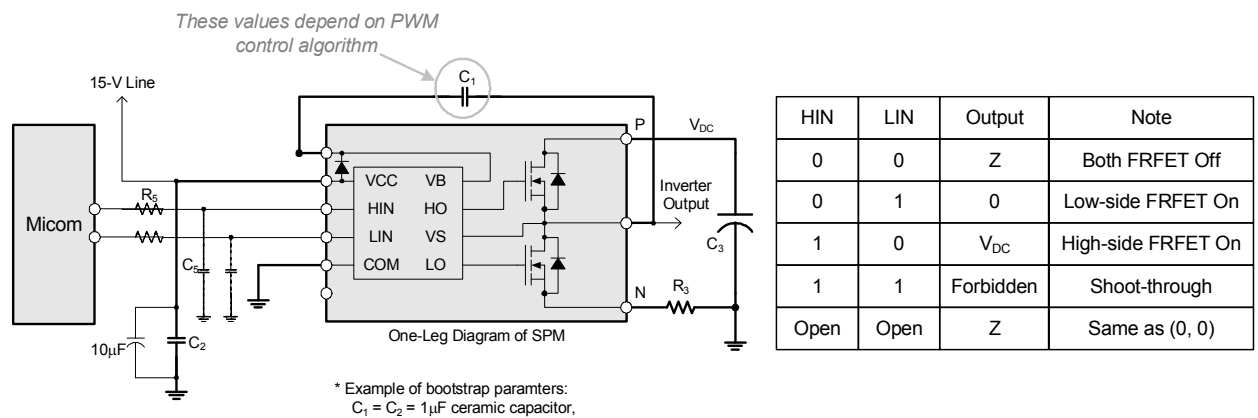 These values depend on PWM
control algorithm
15-V Line
C1
P
VDC
R5
Micom
VCC VB
HIN HO
LIN VS
COM LO
Inverter
Output
C5
C3
N
R3
10μF
C2
One-Leg Diagram of SPM
* Example of bootstrap paramters:
C1 = C2 = 1μF ceramic capacitor,
HIN LIN Output Note
0 0 Z Both FRFET Off
0 1 0 Low-side FRFET On
1 0 VDC High-side FRFET On
1 1 Forbidden Shoot-through
Open Open Z Same as (0, 0)